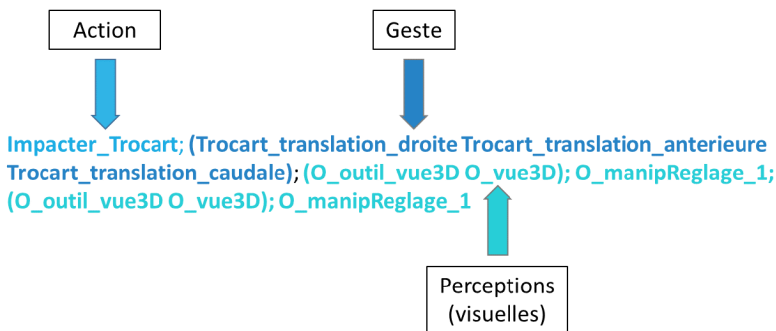 Action
Geste
Impacter_Trocart; (Trocart_translation_droite Trocart_translation_anterieure
Trocart_translation_caudale); (O_outil_vue3D O_vue3D); O_manipReglage_1;
(O_outil_vue3D O_vue3D); O_manipReglage_1
Perceptions
(visuelles)